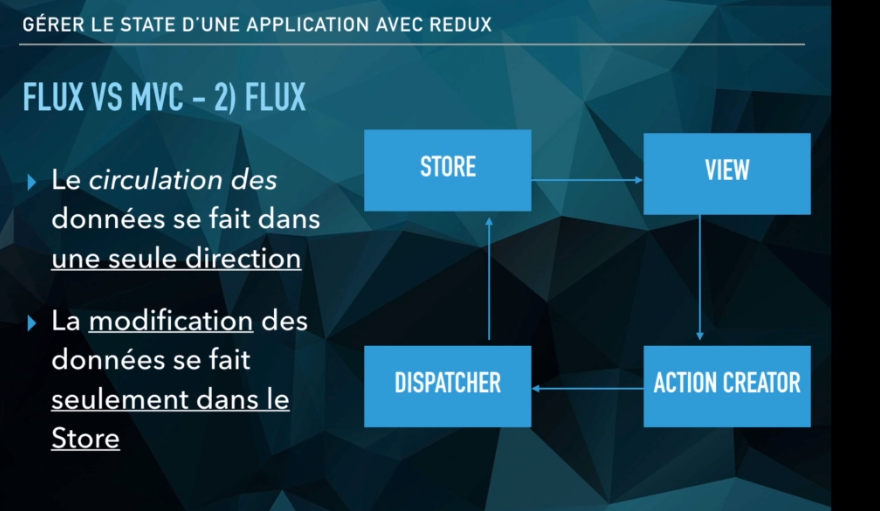 GÉRER LE STATE D'UNE APPLICATION AVEC REDUX
FLUX VS MVC – 2) FLUX
Le circulation des
données se fait dans
une seule direction
La modification des
données se fait
seulement dans le
Store
STORE
VIEW
DISPATCHER
ACTION CREATOR